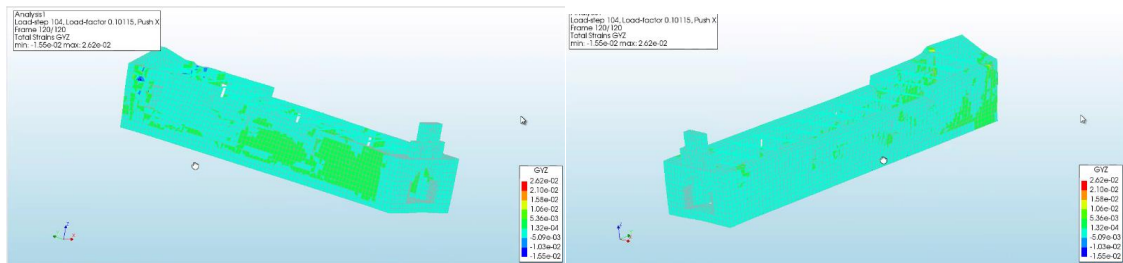 Analysis1
Load-step 104, Load-factor 0.10115, Push X
Frame 120/120
Total Strains GYZ
min: -1.55e-02 max: 2.62e-02
GYZ
2.62e-02
2.10e-02
1.58e-02
1.06e-02
5.36e-03
1.32e-04
-5.09e-03
-1.03e-02
-1.55e-02
Load-step 104, Load-factor 0.10115, Push X
Frame 120/120
Total Strains GYZ
min: -1.55e-02 max: 2.62e-02
GYZ
2.62e-02
2.10e-02
1.58e-02
1.06e-02
5.36e-03
1.32e-04
-5.09e-03
-1.03e-02
-1.55e-02